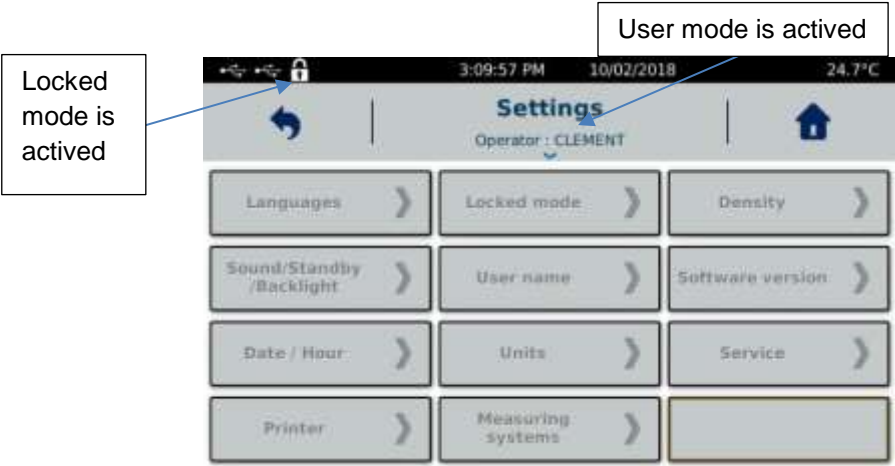 User mode is actived
Locked
mode is
actived
3:09:57 PM 10/02/2018 24.7°C
Settings
Operator : CLEMENT
Languages Locked mode Density
Sound/Standby
/Backlight
User name Software version
Date / Hour Units Service
Printer Measuring
systems